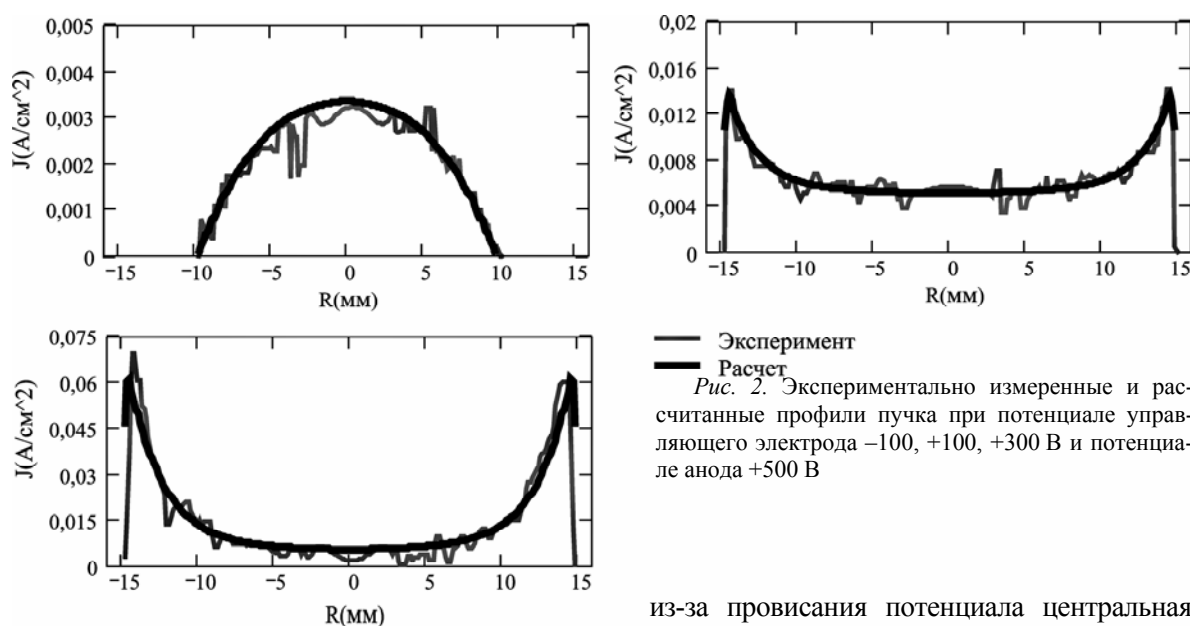 0,005
0,004
0,003
0,002
0,001
0
J(А/см^2)
−15 −10 −5 0 5 10 15
R(мм)
0,02
0,016
0,012
0,008
0,004
0
J(А/см^2)
−15 −10 −5 0 5 10 15
R(мм)
0,075
0,06
0,045
0,03
0,015
0
J(А/см^2)
−15 −10 −5 0 5 10 15
R(мм)
Эксперимент
Расчет
Рис. 2. Экспериментально измеренные и рас-
считанные профили пучка при потенциале управ-
ляющего электрода –100, +100, +300 В и потенциа-
ле анода +500 В
из-за провисания потенциала центральная